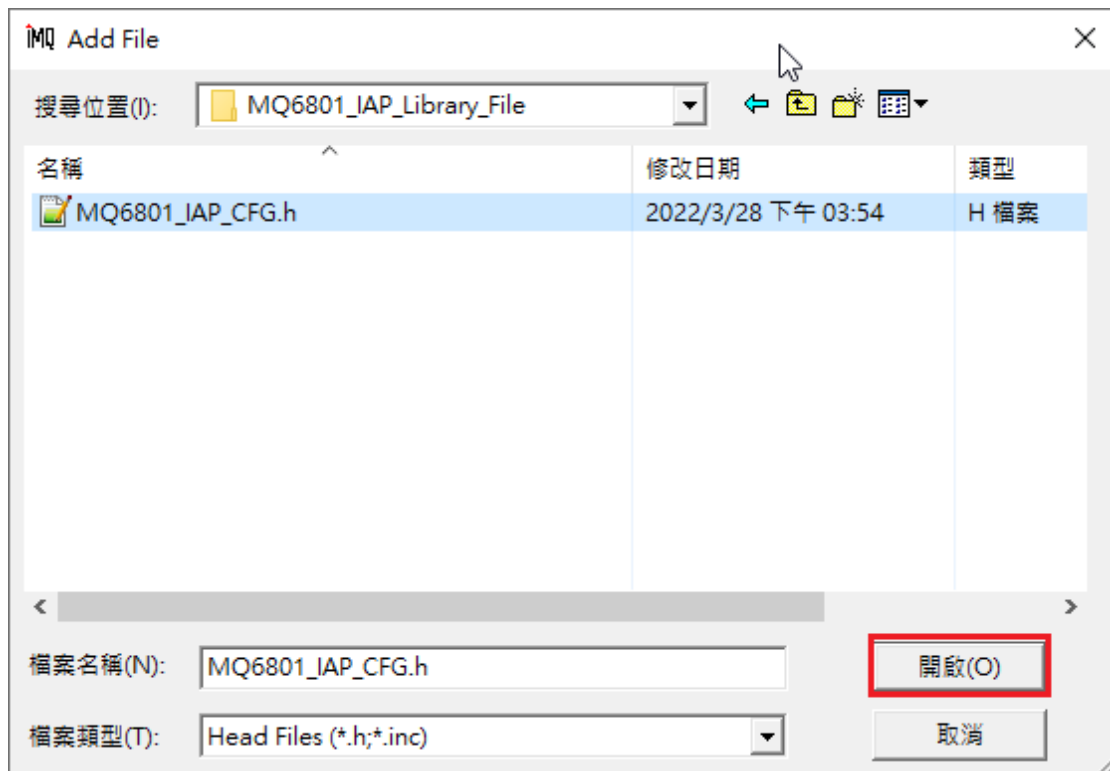 iMQ Add File
搜尋位置(I): MQ6801_IAP_Library_File
名稱 修改日期 類型
MQ6801_IAP_CFG.h 2022/3/28 下午 03:54 H 檔案
檔案名稱(N): MQ6801_IAP_CFG.h 開啟(O)
檔案類型(T): Head Files (*.h;*.inc) 取消